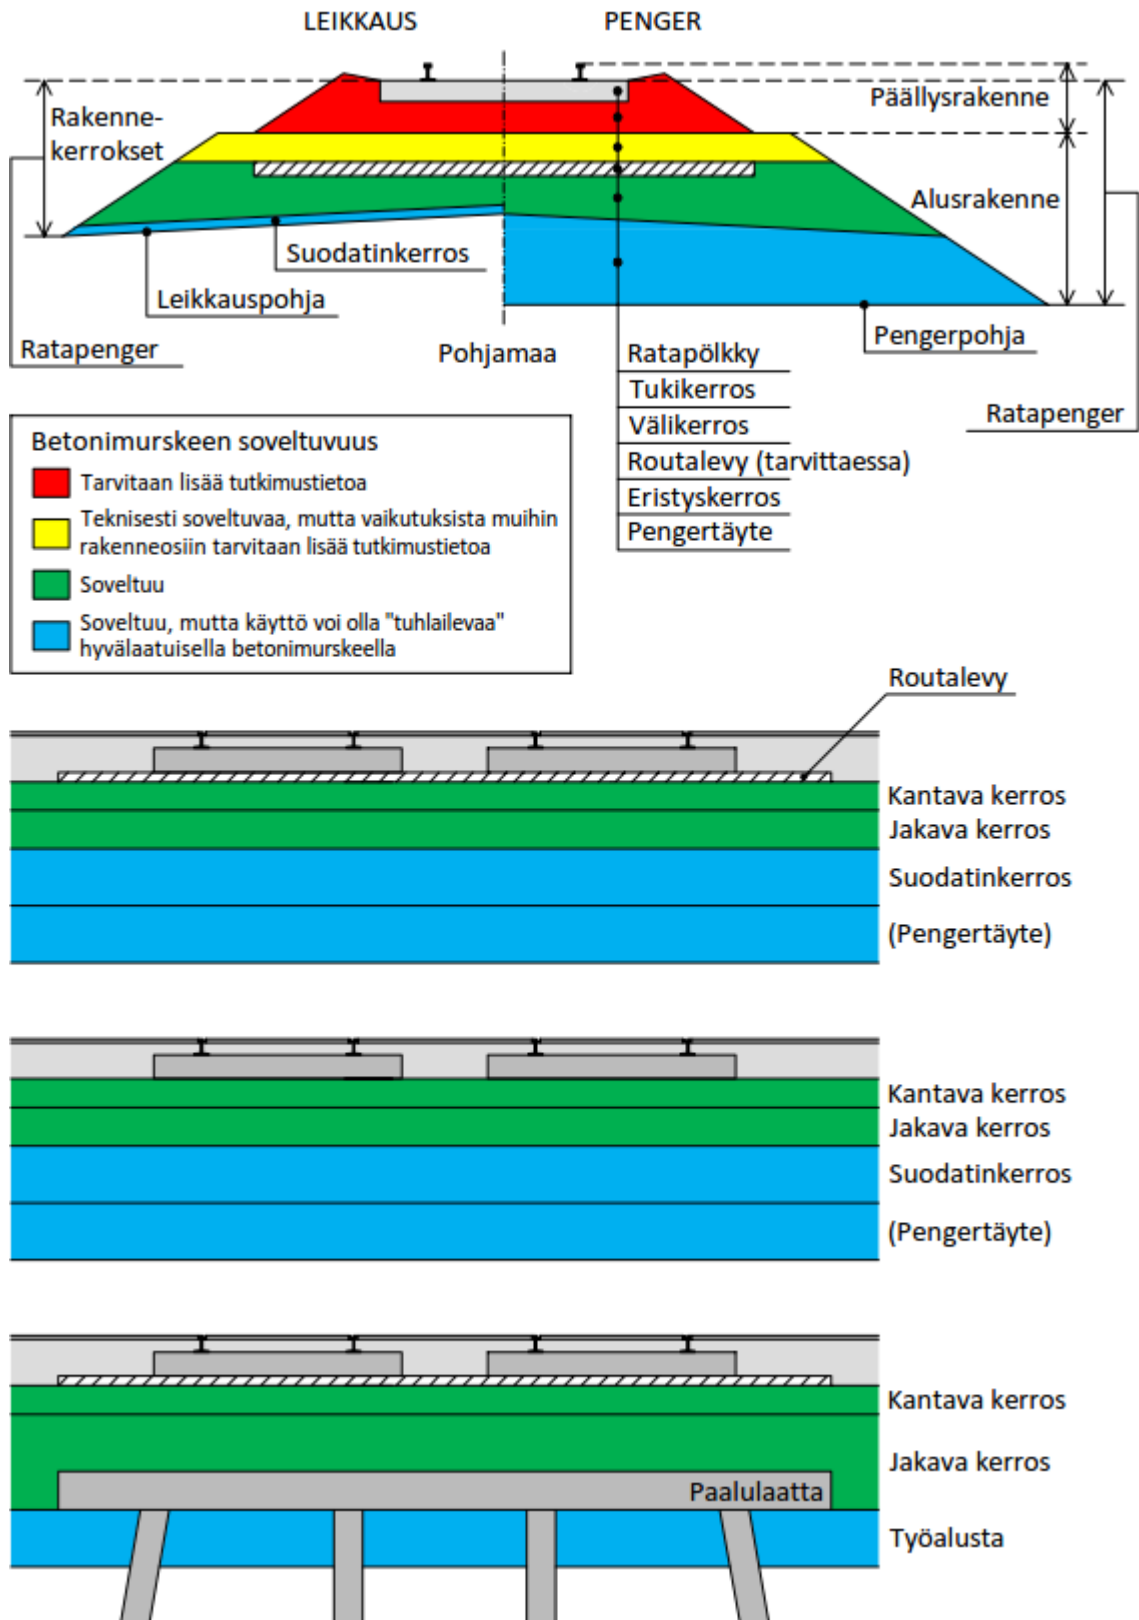 LEIKKAUS
PENGER
Päällysrakenne
Rakenne-
kerrokset
Alusrakenne
Suodatinkerros
Leikkauspohja
Pengerpohja
Ratapenger
Pohjamaa
Ratapölkky
Tukikerros
Välikerros
Routalevy (tarvittaessa)
Eristyskerros
Pengertäyte
Ratapenger
Betonimurskeen soveltuvuus
Tarvitaan lisää tutkimustietoa
Teknisesti soveltuvaa, mutta vaikutuksista muihin
rakenneosiin tarvitaan lisää tutkimustietoa
Soveltuu
Soveltuu, mutta käyttö voi olla "tuhlailevaa"
hyvälaatuisella betonimurskeella
Routalevy
Kantava kerros
Jakava kerros
Suodatinkerros
(Pengertäyte)
Kantava kerros
Jakava kerros
Suodatinkerros
(Pengertäyte)
Kantava kerros
Jakava kerros
Paalulaatta
Työalusta